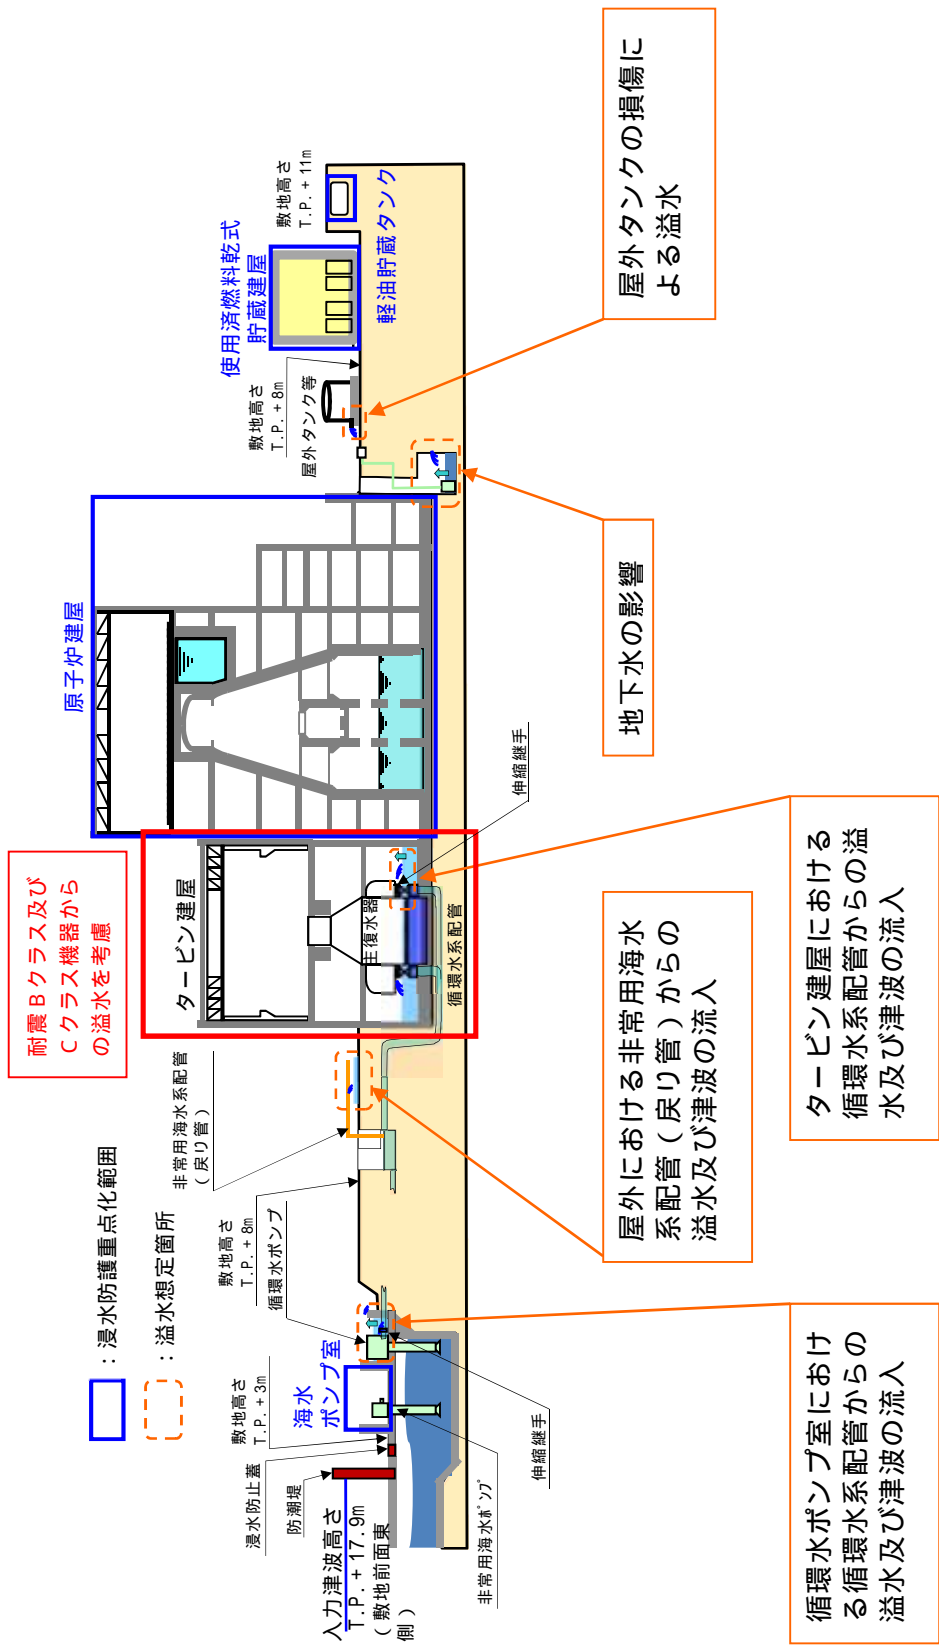 耐震Ｂクラス及び
Ｃクラス機器から
の溢水を考慮
：浸水防護重点化範囲
：溢水想定箇所
原子炉建屋
タービン建屋
使用済燃料乾式
貯蔵建屋
軽油貯蔵タンク
敷地高さ
T.P.+11m
敷地高さ
T.P.+8m
屋外タンク等
主復水器
循環水系配管
伸縮継手
非常用海水系配管
（戻り管）
敷地高さ
T.P.+8m
循環水ポンプ
海水
ポンプ室
敷地高さ
T.P.+3m
浸水防止蓋
防潮堤
入力津波高さ
T.P.+17.9m
（敷地前面東
側）
非常用海水ﾎﾟﾝﾌﾟ
伸縮継手
循環水ポンプ室におけ
る循環水系配管からの
溢水及び津波の流入
屋外における非常用海水
系配管（戻り管）からの
溢水及び津波の流入
タービン建屋における
循環水系配管からの溢
水及び津波の流入
地下水の影響
屋外タンクの損傷に
よる溢水